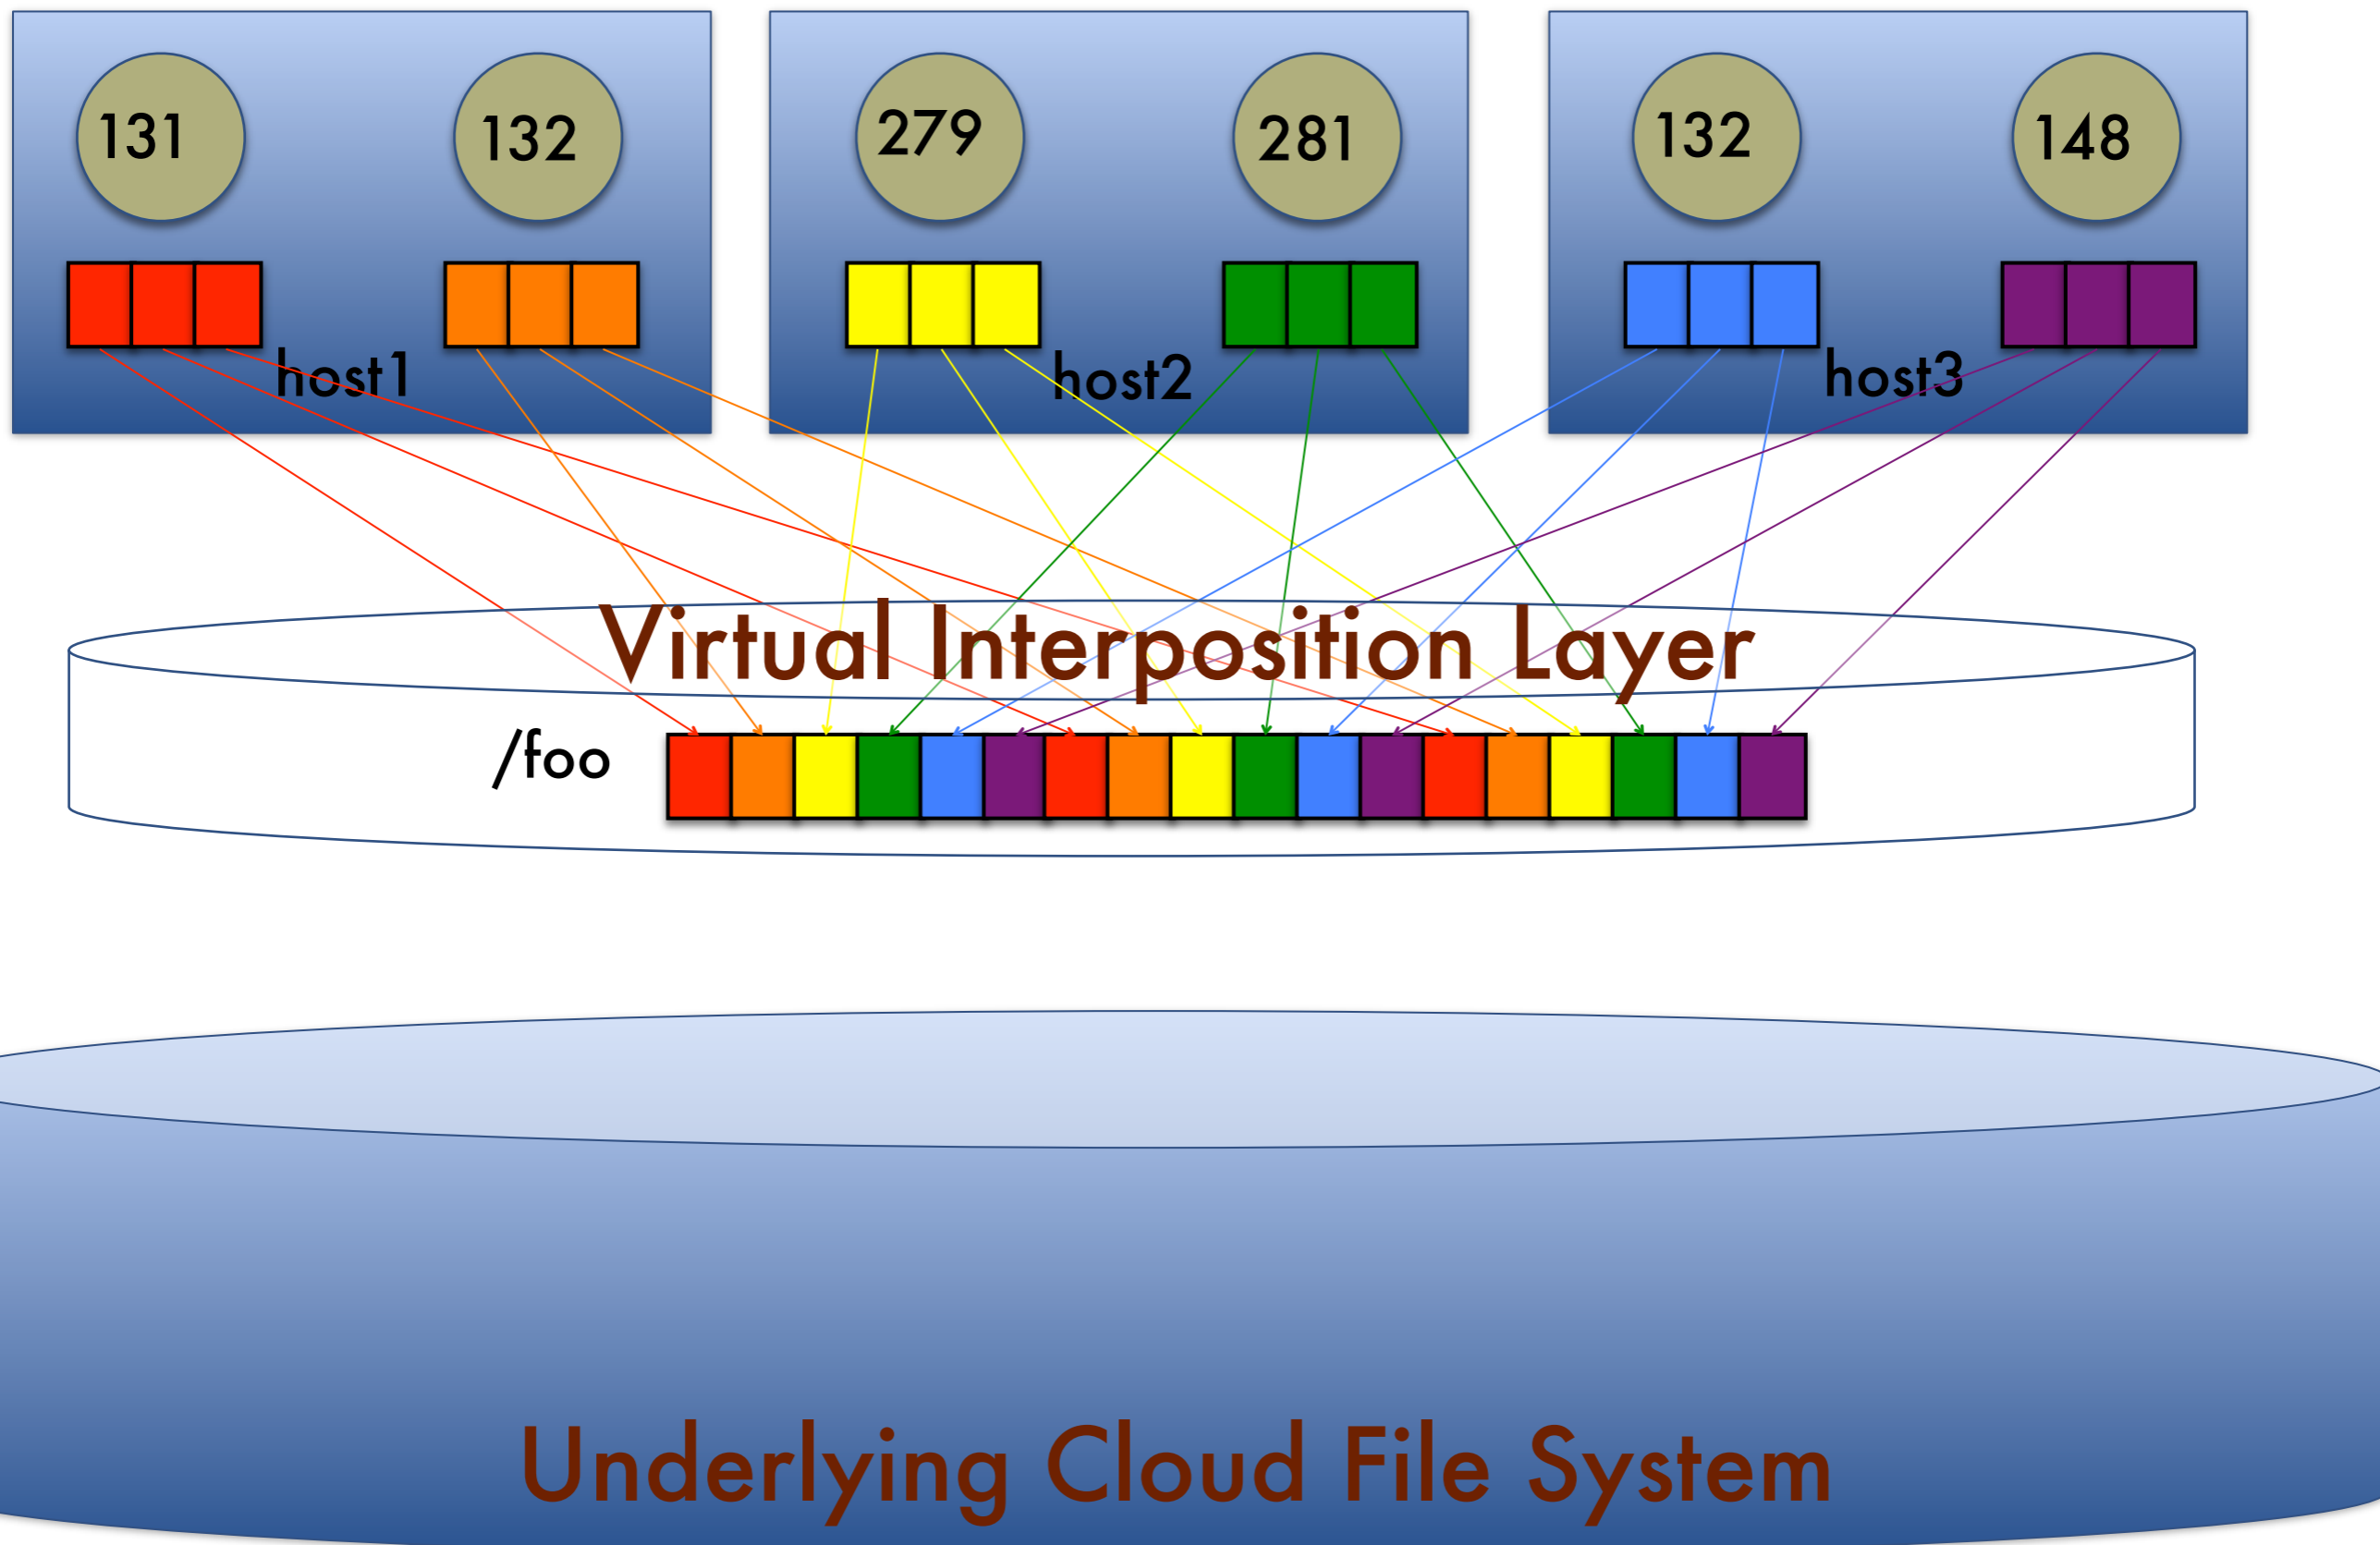 131
132
279
281
132
148
host1
host2
host3
Virtual Interposition Layer
/foo
Underlying Cloud File System